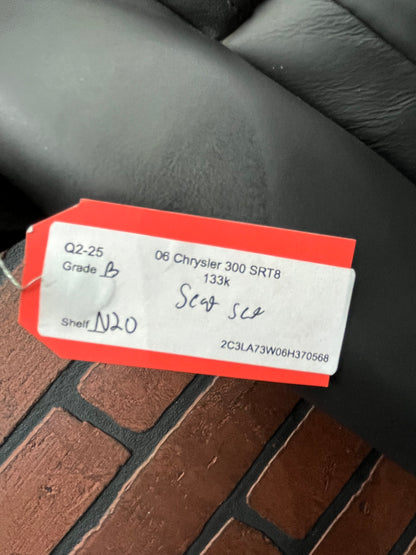 Q2-25
06 Chrysler 300 SRT8
Grade B
133k
Seat set
Shelf N20
2C3LA73W06H370568